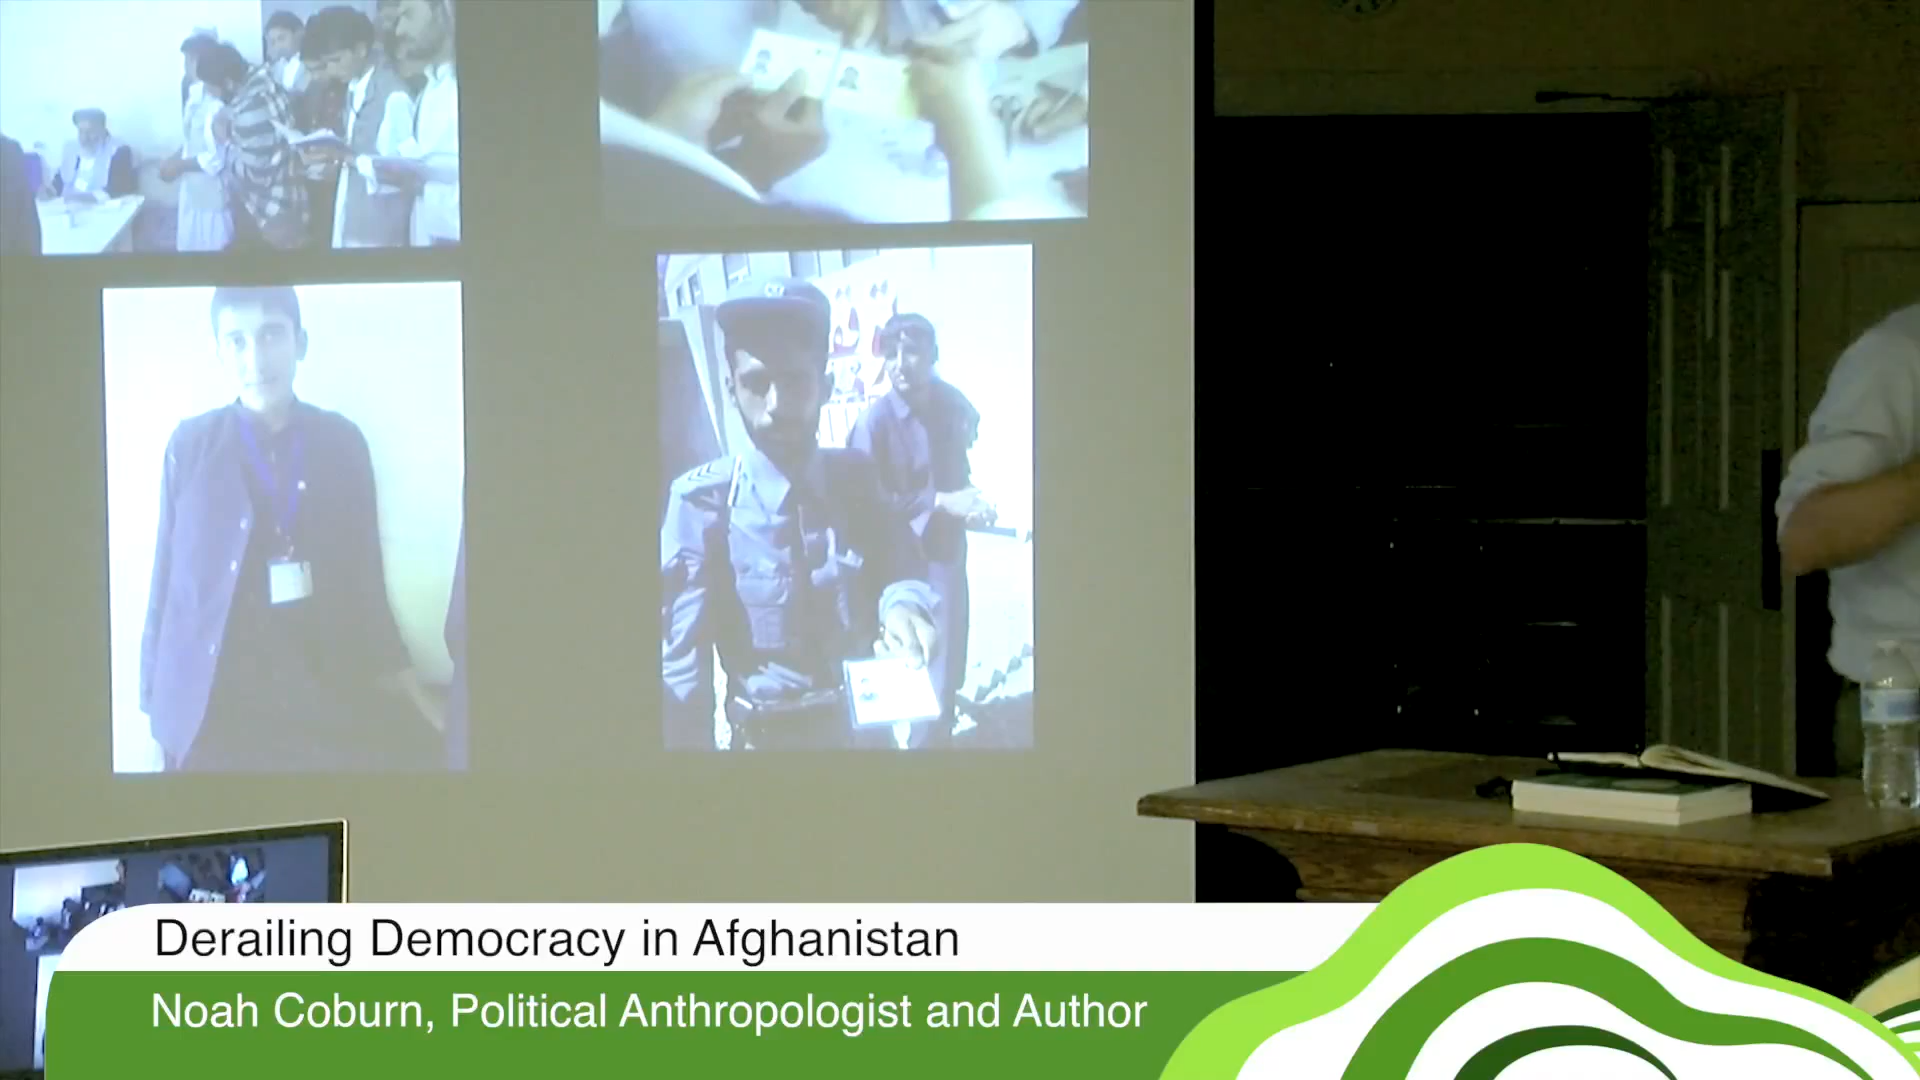 Derailing Democracy in Afghanistan
Noah Coburn, Political Anthropologist and Author